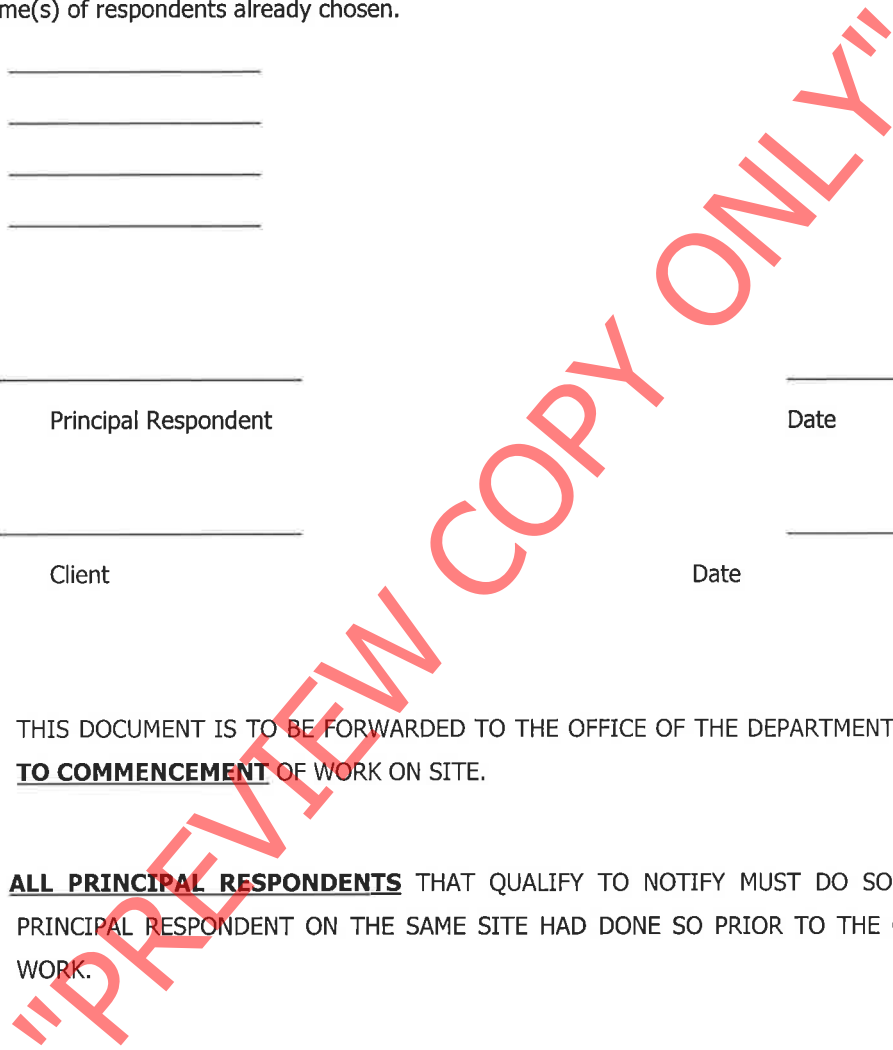 me(s) of respondents already chosen.
Principal Respondent Date
Client Date
THIS DOCUMENT IS TO BE FORWARDED TO THE OFFICE OF THE DEPARTMENT
TO COMMENCEMENT OF WORK ON SITE.
ALL PRINCIPAL RESPONDENTS THAT QUALIFY TO NOTIFY MUST DO SO
PRINCIPAL RESPONDENT ON THE SAME SITE HAD DONE SO PRIOR TO THE
WORK.
"PREVIEW COPY ONLY"